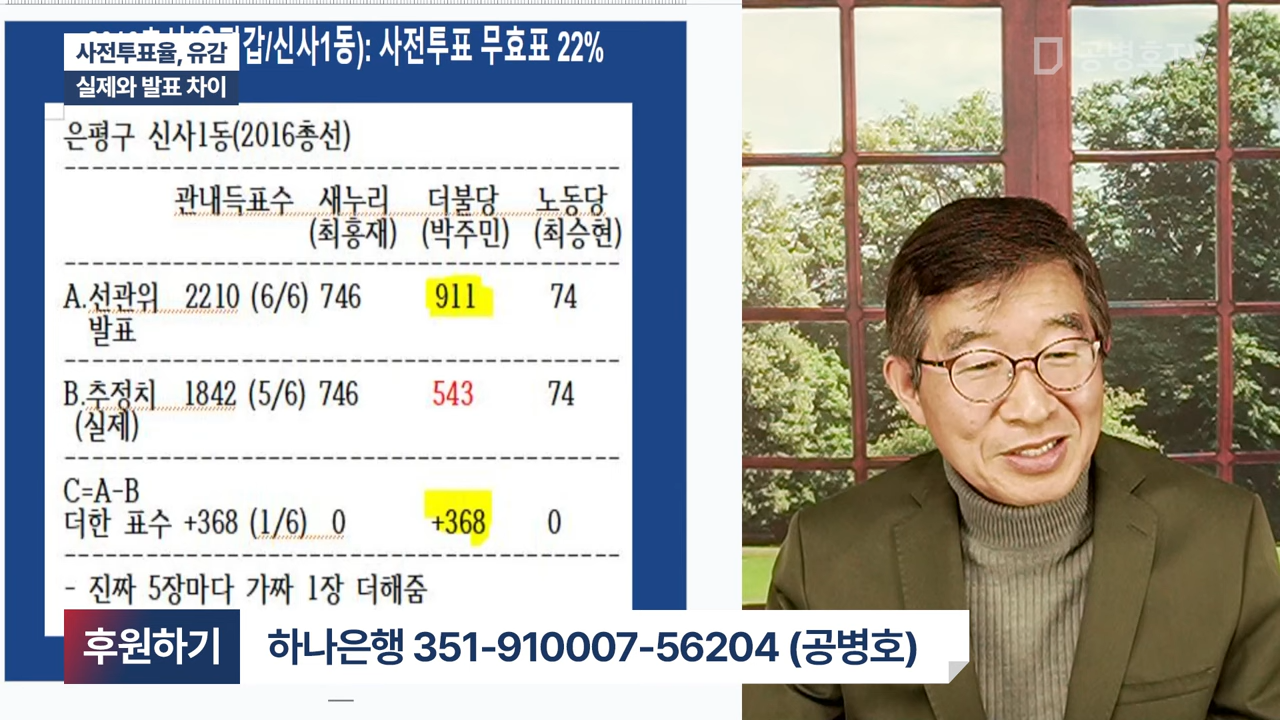 사전투표율, 유감
실제와 발표 차이
갑/신사1동): 사전투표 무효표 22%
공병호TV
은평구 신사1동(2016총선)
관내득표수 새누리 더불당 노동당
(최홍재) (박주민) (최승현)
A.선관위 2210 (6/6) 746 911 74
발표
B.추정치 1842 (5/6) 746 543 74
(실제)
C=A-B
더한 표수 +368 (1/6) 0 +368 0
- 진짜 5장마다 가짜 1장 더해줌
후원하기
하나은행 351-910007-56204 (공병호)